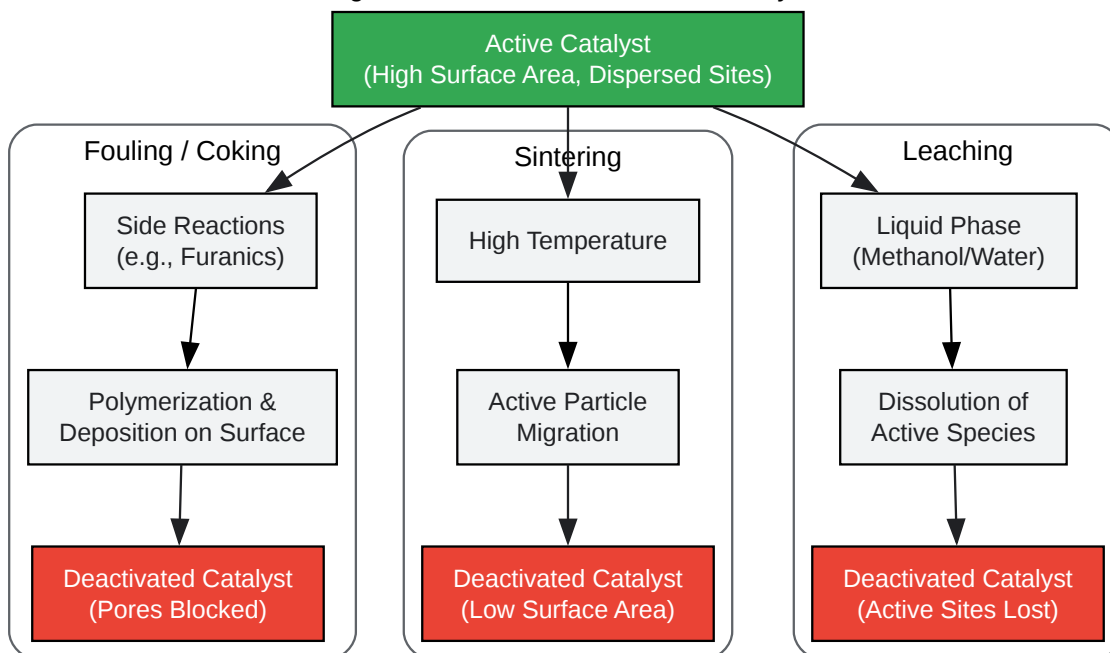 Active Catalyst
(High Surface Area, Dispersed Sites)
Fouling / Coking
Side Reactions
(e.g., Furanics)
Polymerization &
Deposition on Surface
Deactivated Catalyst
(Pores Blocked)
Sintering
High Temperature
Active Particle
Migration
Deactivated Catalyst
(Low Surface Area)
Leaching
Liquid Phase
(Methanol/Water)
Dissolution of
Active Species
Deactivated Catalyst
(Active Sites Lost)